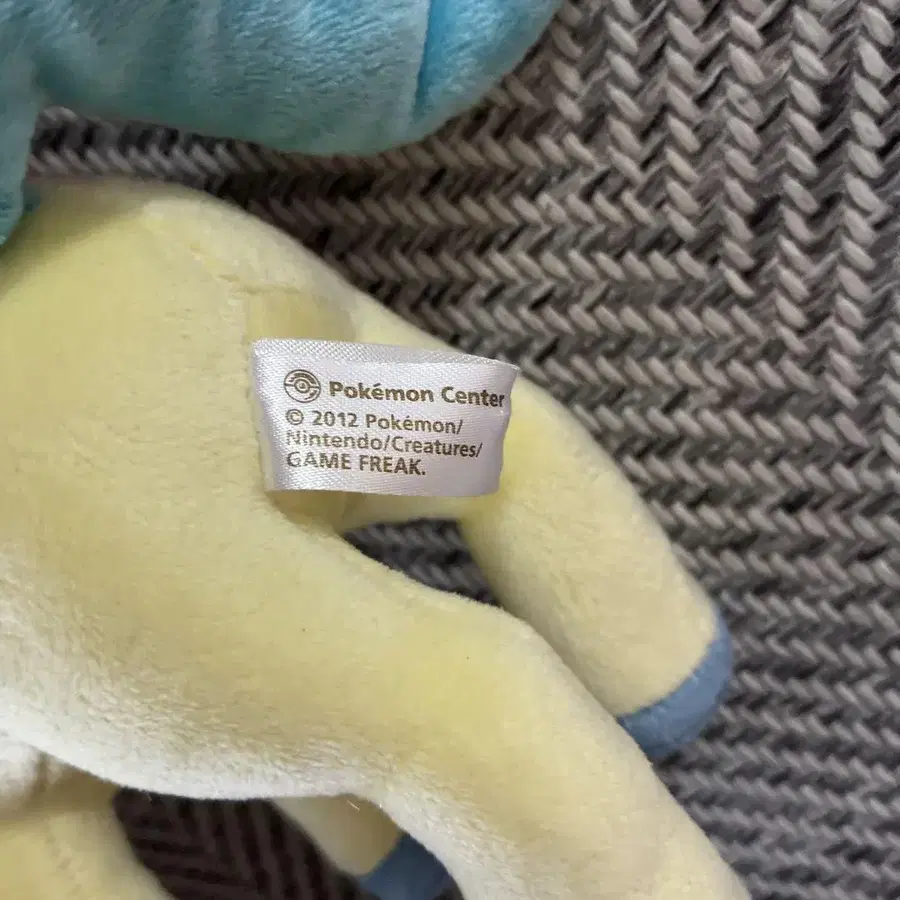 Pokémon Center
© 2012 Pokémon/
Nintendo/Creatures/
GAME FREAK.